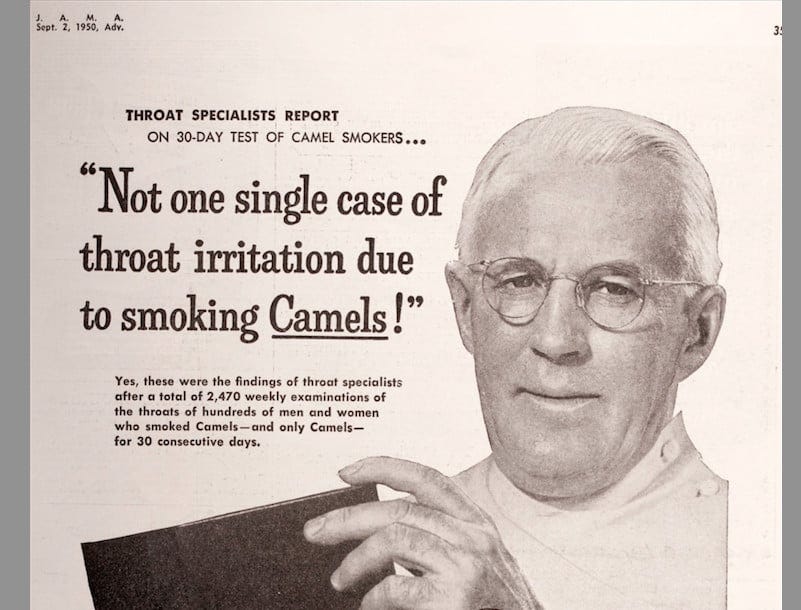 J. A. M. A.
Sept. 2, 1950, Adv.
THROAT SPECIALISTS REPORT
ON 30-DAY TEST OF CAMEL SMOKERS...
“Not one single case of
throat irritation due
to smoking Camels!”
Yes, these were the findings of throat specialists
after a total of 2,470 weekly examinations of
the throats of hundreds of men and women
who smoked Camels—and only Camels—
for 30 consecutive days.